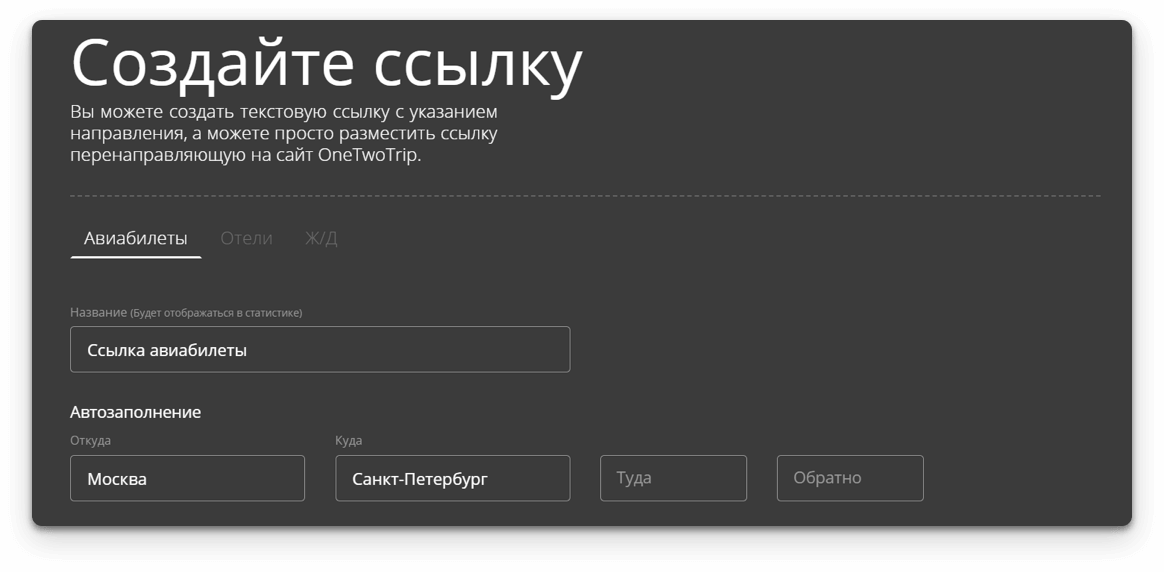 Создайте ссылку
Вы можете создать текстовую ссылку с указанием
направления, а можете просто разместить ссылку
перенаправляющую на сайт OneTwoTrip.
Авиабилеты Отели Ж/Д
Название (Будет отображаться в статистике)
Ссылка авиабилеты
Автозаполнение
Откуда Куда
Москва Санкт-Петербург Туда Обратно